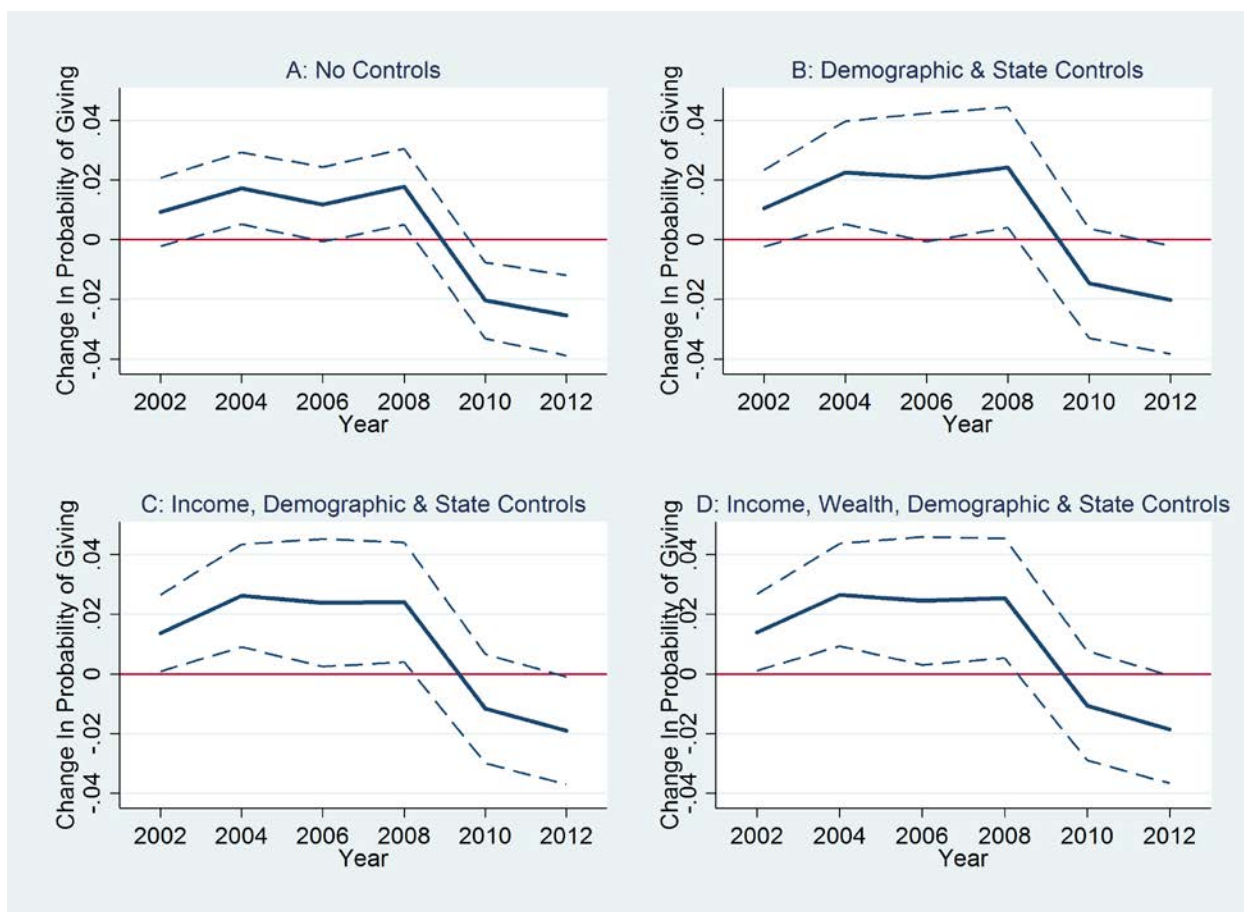 A: No Controls
Change In Probability of Giving
.04
.02
0
-.02
-.04
2002 2004 2006 2008 2010 2012
Year
B: Demographic & State Controls
Change In Probability of Giving
.04
.02
0
-.02
-.04
2002 2004 2006 2008 2010 2012
Year
C: Income, Demographic & State Controls
Change In Probability of Giving
.04
.02
0
-.02
-.04
2002 2004 2006 2008 2010 2012
Year
D: Income, Wealth, Demographic & State Controls
Change In Probability of Giving
.04
.02
0
-.02
-.04
2002 2004 2006 2008 2010 2012
Year